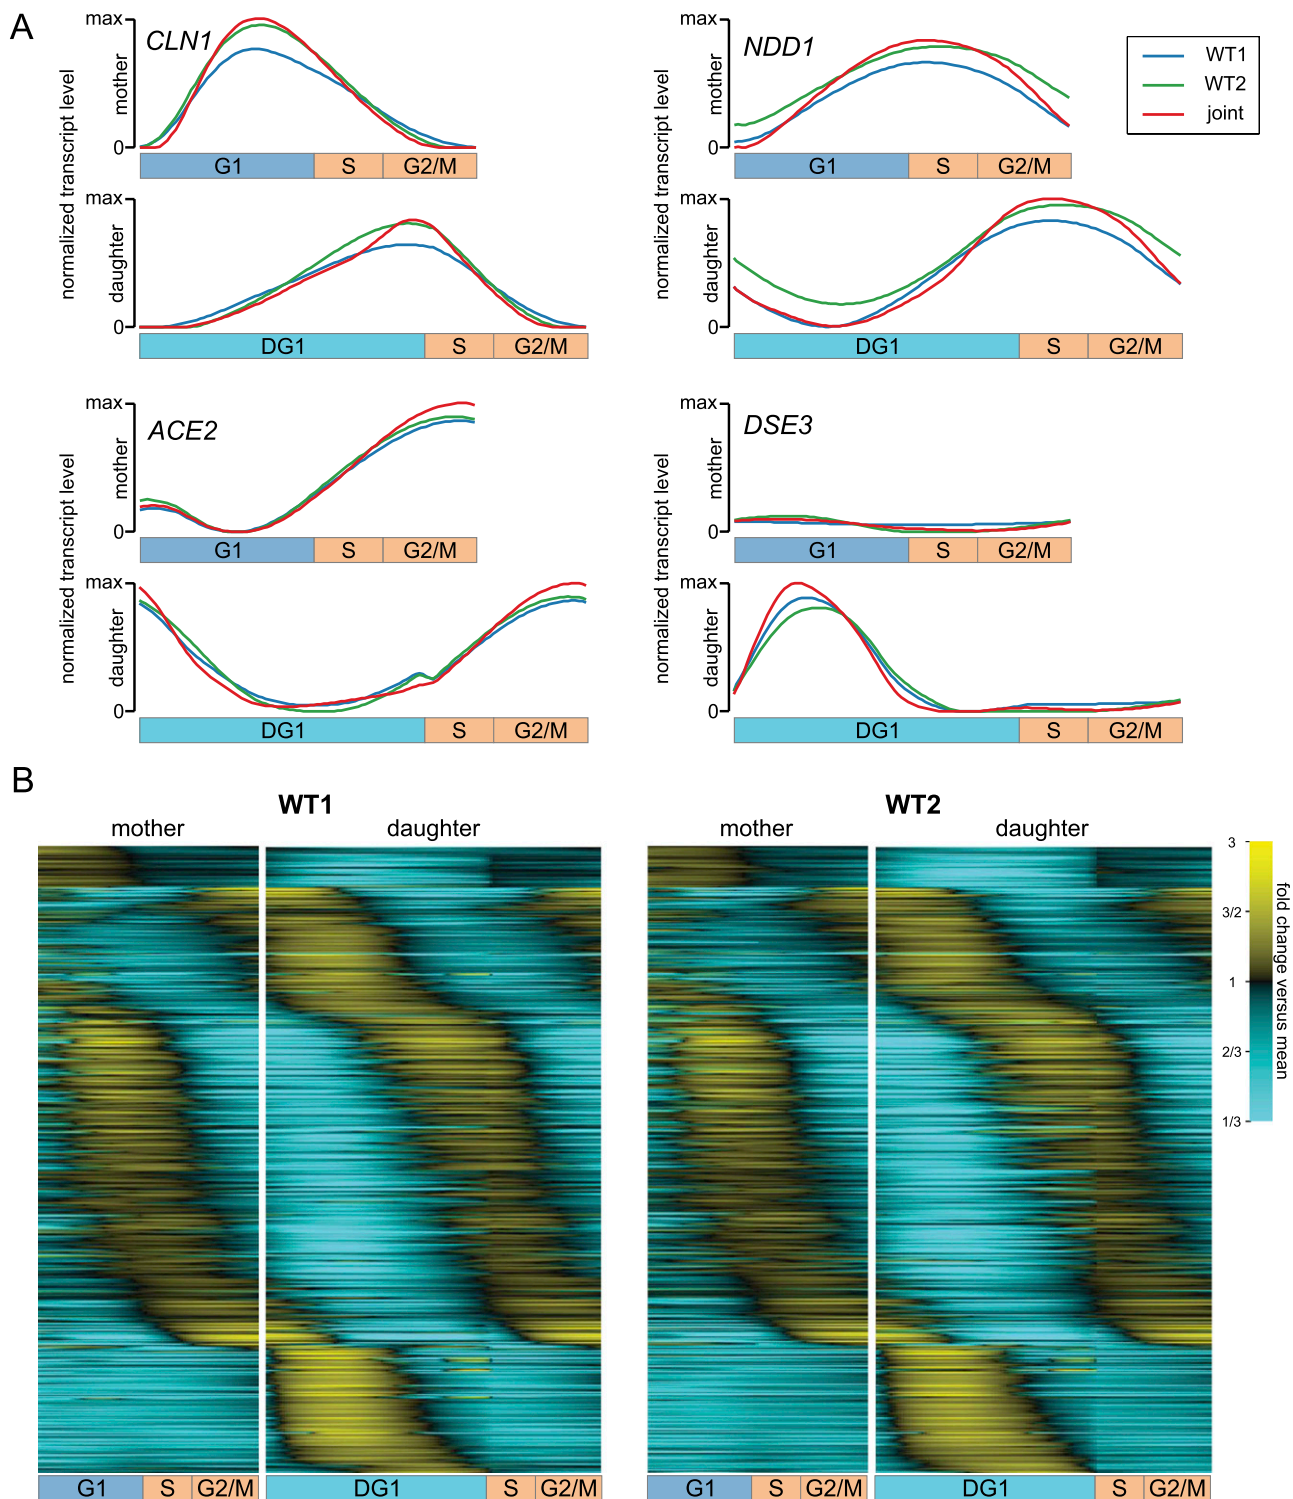 A
max
CLN1
mother
0
normalized transcript level
G1
S
G2/M
max
daughter
0
DG1
S
G2/M
max
NDD1
mother
0
normalized transcript level
G1
S
G2/M
max
daughter
0
DG1
S
G2/M
WT1
WT2
joint
max
ACE2
mother
0
normalized transcript level
G1
S
G2/M
max
daughter
0
DG1
S
G2/M
max
DSE3
mother
0
normalized transcript level
G1
S
G2/M
max
daughter
0
DG1
S
G2/M
B
WT1
mother
daughter
G1
S
G2/M
DG1
S
G2/M
WT2
mother
daughter
G1
S
G2/M
DG1
S
G2/M
3
3/2
1
2/3
1/3
fold change versus mean